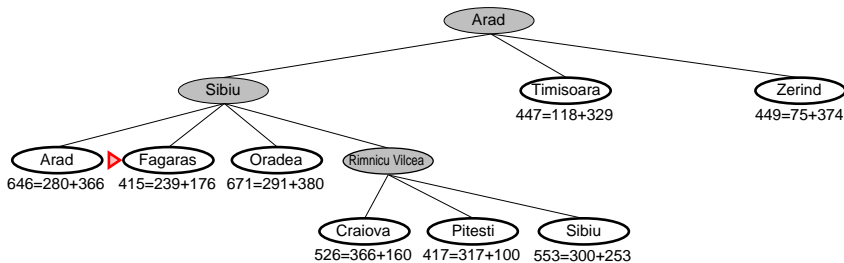 Arad
Sibiu Timisoara Zerind
447=118+329 449=75+374
Arad Fagaras Oradea Rimnicu Vilcea
646=280+366 415=239+176 671=291+380
Craiova Pitesti Sibiu
526=366+160 417=317+100 553=300+253